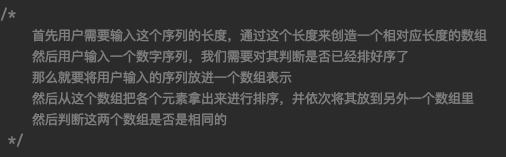 /*
首先用户需要输入这个序列的长度，通过这个长度来创造一个相对应长度的数组
然后用户输入一个数字序列，我们需要对其判断是否已经排好序了
那么就要将用户输入的序列放进一个数组表示
然后从这个数组把各个元素拿出来进行排序，并依次将其放到另外一个数组里
然后判断这两个数组是否是相同的
*/